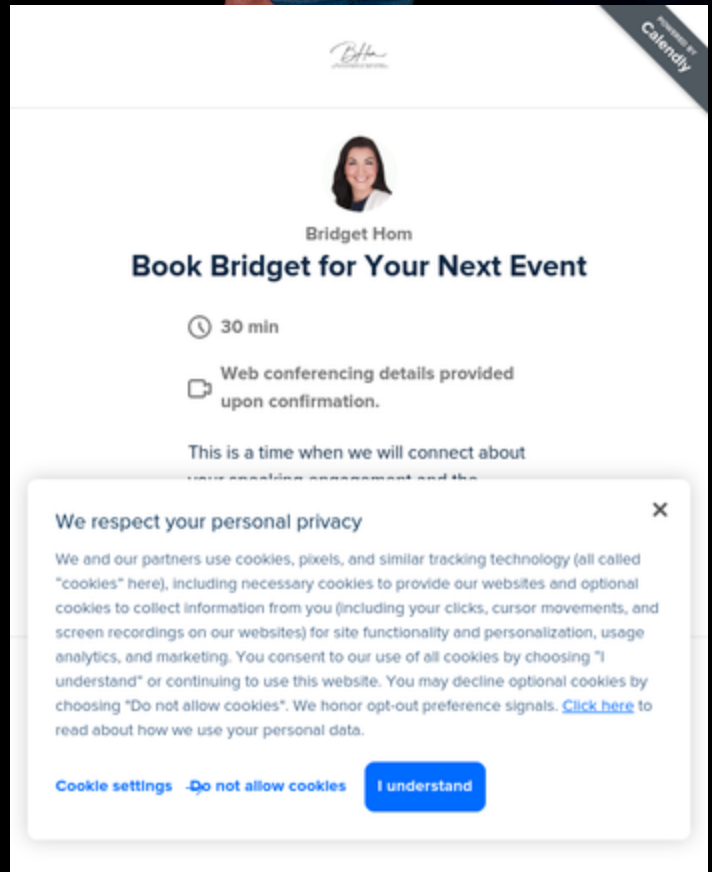 POWERED BY
Calendly
Bridget Hom
Book Bridget for Your Next Event
30 min
Web conferencing details provided
upon confirmation.
This is a time when we will connect about
your speaking engagement and the
We respect your personal privacy
We and our partners use cookies, pixels, and similar tracking technology (all called
"cookies" here), including necessary cookies to provide our websites and optional
cookies to collect information from you (including your clicks, cursor movements, and
screen recordings on our websites) for site functionality and personalization, usage
analytics, and marketing. You consent to our use of all cookies by choosing "I
understand" or continuing to use this website. You may decline optional cookies by
choosing "Do not allow cookies". We honor opt-out preference signals. Click here to
read about how we use your personal data.
Cookie settings
Do not allow cookies
I understand